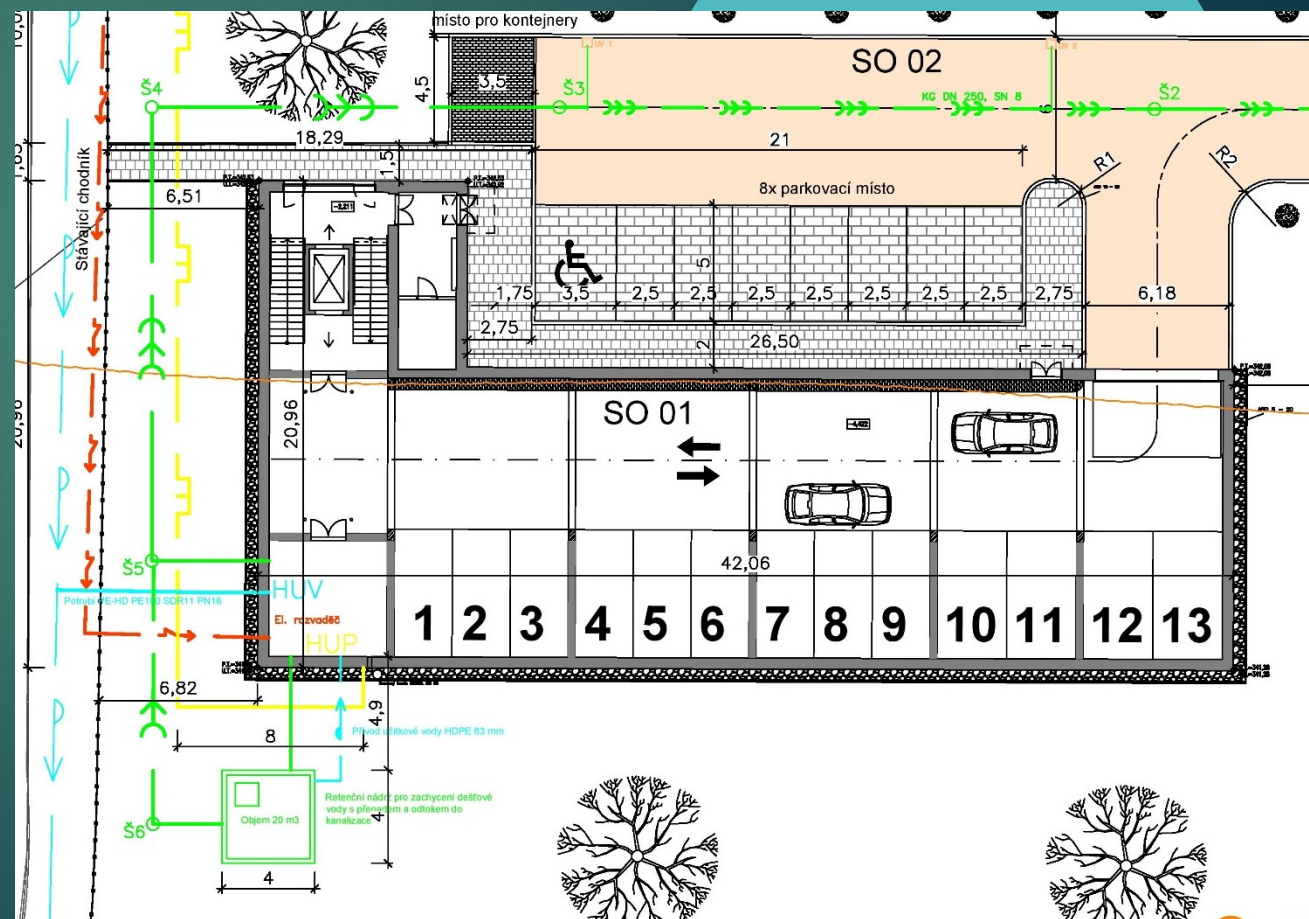 místo pro kontejnery
SO 02
Š4
4,5
3,5
Š3
KG DN 250, SN 8
Š2
18,29
21
1,5
R1
R2
8x parkovací místo
6,51
Stávající chodník
-2,211
5
1,75
3,5
2,5
2,5
2,5
2,5
2,5
2,5
2,5
2,75
6,18
2,75
2
26,50
20,96
20,96
SO 01
42,06
Š5
HUV
Potrubí PE-HD PE100 SDR11 PN16
El. rozvaděč
HUP
1 2 3 4 5 6 7 8 9 10 11 12 13
6,82
4,9
8
Přívod užitkové vody HDPE 63 mm
Retenční nádrž pro zachycení dešťové
vody s přepadem a odtokem do
kanalizace
Objem 20 m3
Š6
4
4